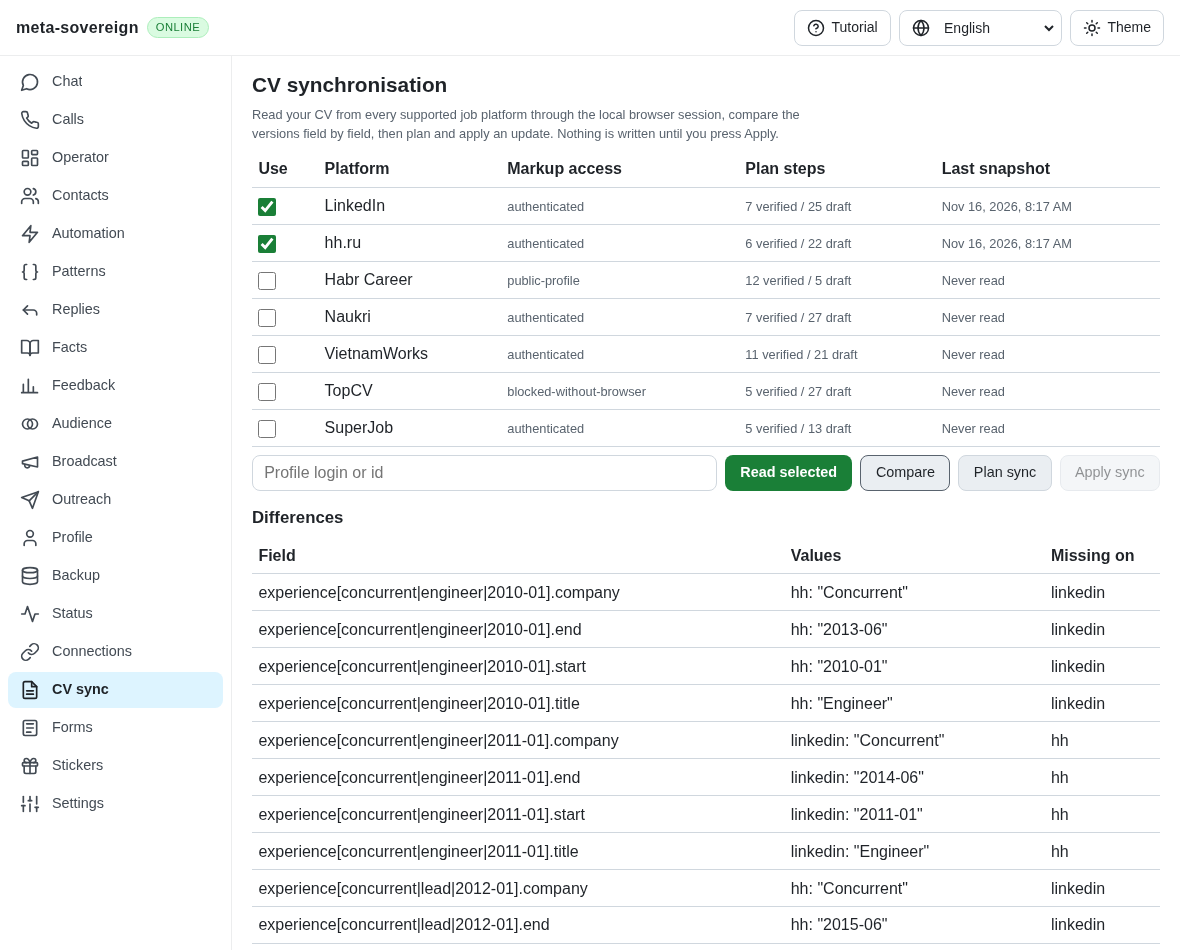 meta-sovereign ONLINE Tutorial English Theme
Chat
Calls
Operator
Contacts
Automation
Patterns
Replies
Facts
Feedback
Audience
Broadcast
Outreach
Profile
Backup
Status
Connections
CV sync
Forms
Stickers
Settings
CV synchronisation
Read your CV from every supported job platform through the local browser session, compare the
versions field by field, then plan and apply an update. Nothing is written until you press Apply.
Use Platform Markup access Plan steps Last snapshot
LinkedIn authenticated 7 verified / 25 draft Nov 16, 2026, 8:17 AM
hh.ru authenticated 6 verified / 22 draft Nov 16, 2026, 8:17 AM
Habr Career public-profile 12 verified / 5 draft Never read
Naukri authenticated 7 verified / 27 draft Never read
VietnamWorks authenticated 11 verified / 21 draft Never read
TopCV blocked-without-browser 5 verified / 27 draft Never read
SuperJob authenticated 5 verified / 13 draft Never read
Profile login or id Read selected Compare Plan sync Apply sync
Differences
Field Values Missing on
experience[concurrent|engineer|2010-01].company hh: "Concurrent" linkedin
experience[concurrent|engineer|2010-01].end hh: "2013-06" linkedin
experience[concurrent|engineer|2010-01].start hh: "2010-01" linkedin
experience[concurrent|engineer|2010-01].title hh: "Engineer" linkedin
experience[concurrent|engineer|2011-01].company linkedin: "Concurrent" hh
experience[concurrent|engineer|2011-01].end linkedin: "2014-06" hh
experience[concurrent|engineer|2011-01].start linkedin: "2011-01" hh
experience[concurrent|engineer|2011-01].title linkedin: "Engineer" hh
experience[concurrent|lead|2012-01].company hh: "Concurrent" linkedin
experience[concurrent|lead|2012-01].end hh: "2015-06" linkedin